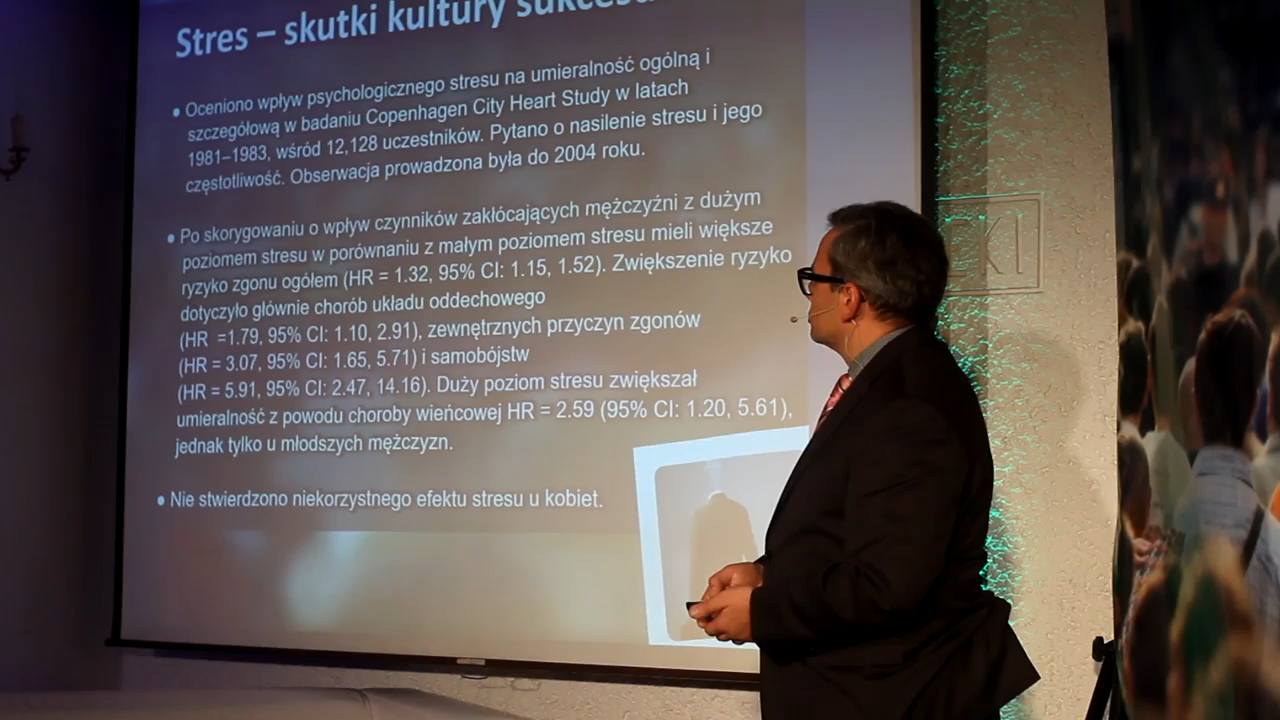 Stres – skutki kultury sukcesu
• Oceniono wpływ psychologicznego stresu na umieralność ogólną i
szczegółową w badaniu Copenhagen City Heart Study w latach
1981–1983, wśród 12,128 uczestników. Pytano o nasilenie stresu i jego
częstotliwość. Obserwacja prowadzona była do 2004 roku.
• Po skorygowaniu o wpływ czynników zakłócających mężczyźni z dużym
poziomem stresu w porównaniu z małym poziomem stresu mieli większe
ryzyko zgonu ogółem (HR = 1.32, 95% CI: 1.15, 1.52). Zwiększenie ryzyko
dotyczyło głównie chorób układu oddechowego
(HR =1.79, 95% CI: 1.10, 2.91), zewnętrznych przyczyn zgonów
(HR = 3.07, 95% CI: 1.65, 5.71) i samobójstw
(HR = 5.91, 95% CI: 2.47, 14.16). Duży poziom stresu zwiększał
umieralność z powodu choroby wieńcowej HR = 2.59 (95% CI: 1.20, 5.61),
jednak tylko u młodszych mężczyzn.
• Nie stwierdzono niekorzystnego efektu stresu u kobiet.